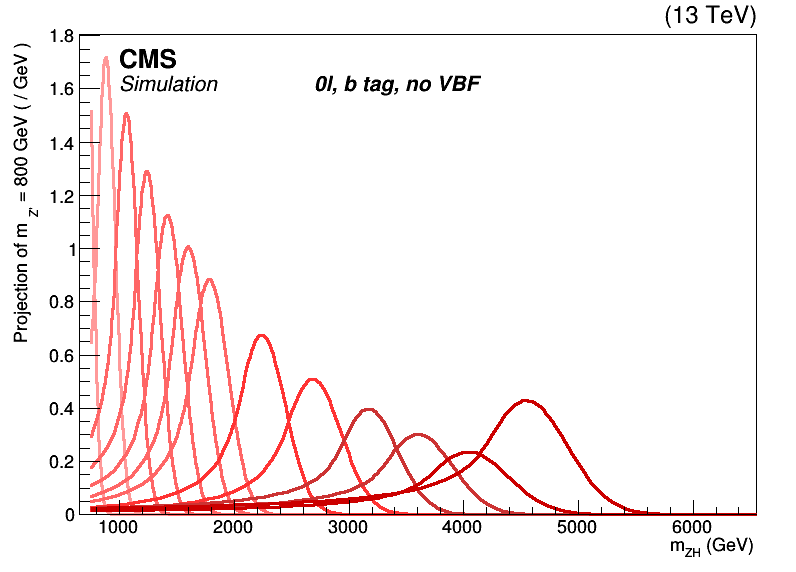 (13 TeV)
CMS
Simulation
0l, b tag, no VBF
Projection of m_Z' = 800 GeV ( / GeV )
1.8
1.6
1.4
1.2
1
0.8
0.6
0.4
0.2
0
1000 2000 3000 4000 5000 6000
m_ZH (GeV)